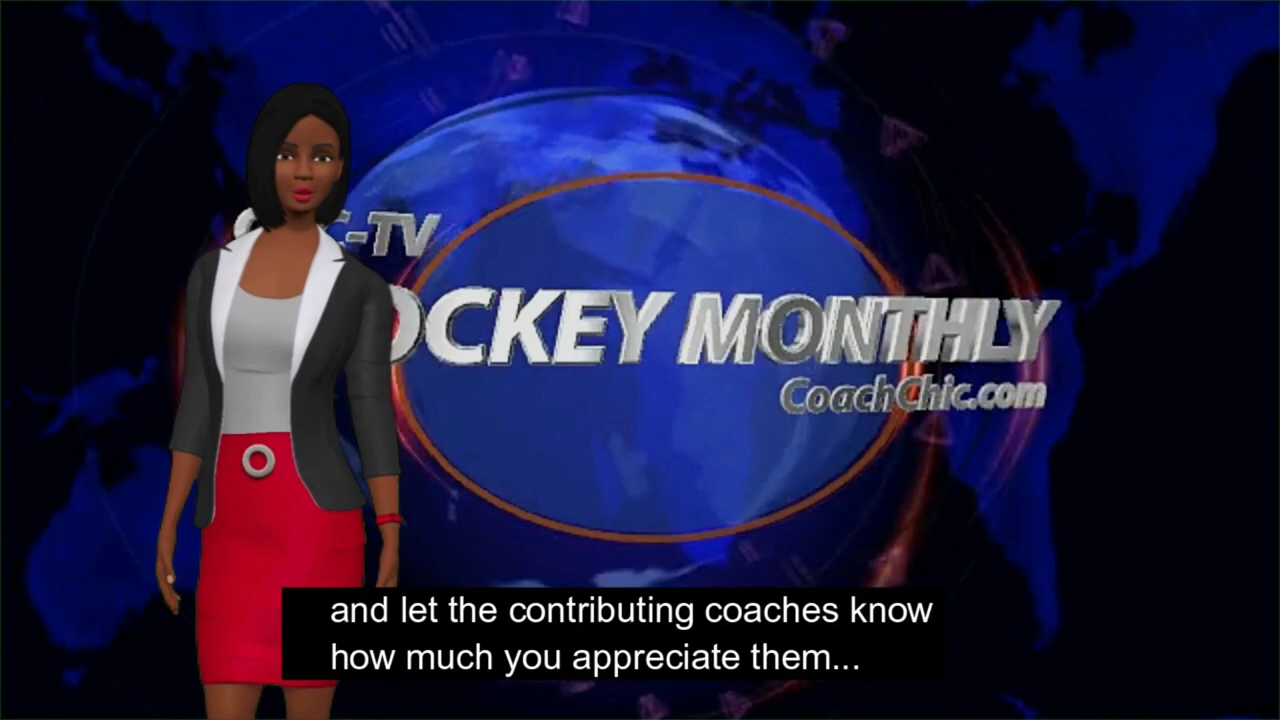 -TV
OCKEY MONTHLY
CoachChic.com
and let the contributing coaches know
how much you appreciate them...